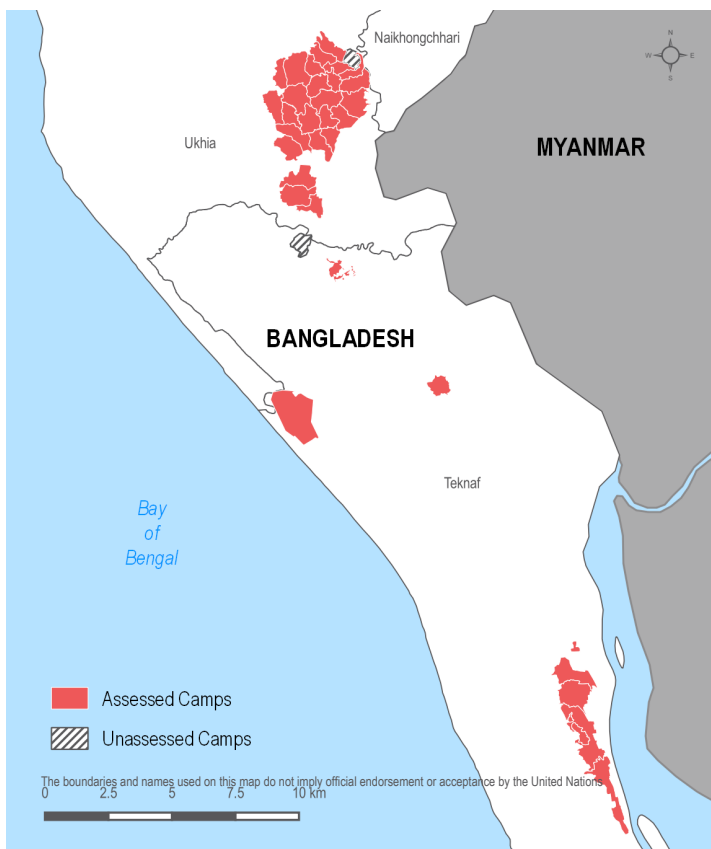 Naikhongchhari
N
W
E
S
Ukhia
MYANMAR
BANGLADESH
Teknaf
Bay
of
Bengal
Assessed Camps
Unassessed Camps
The boundaries and names used on this map do not imply official endorsement or acceptance by the United Nations
0 2.5 5 7.5 10 km